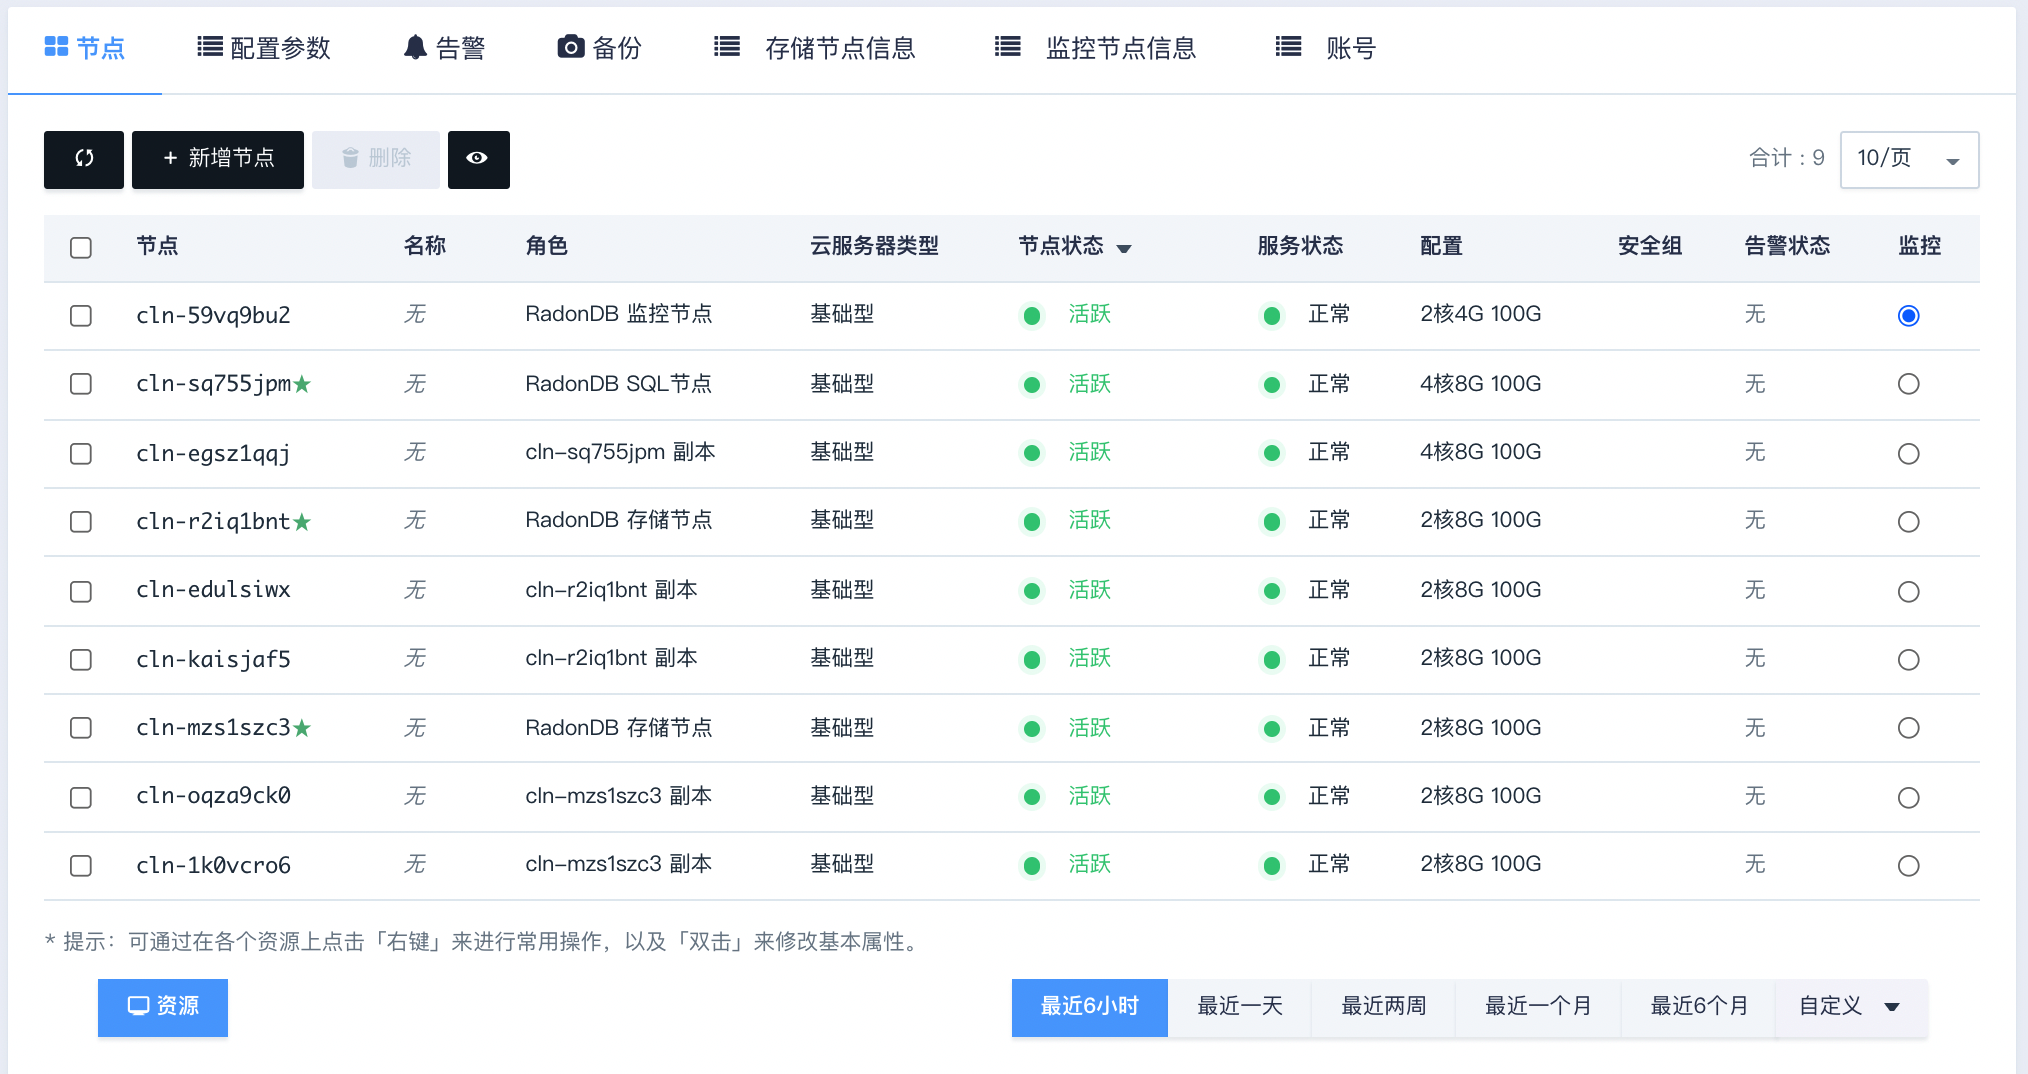 节点 配置参数 告警 备份 存储节点信息 监控节点信息 账号
+ 新增节点 删除 合计：9 10/页
节点 名称 角色 云服务器类型 节点状态 服务状态 配置 安全组 告警状态 监控
cln-59vq9bu2 无 RadonDB 监控节点 基础型 活跃 正常 2核4G 100G 无
cln-sq755jpm★ 无 RadonDB SQL节点 基础型 活跃 正常 4核8G 100G 无
cln-egsz1qqj 无 cln-sq755jpm 副本 基础型 活跃 正常 4核8G 100G 无
cln-r2iq1bnt★ 无 RadonDB 存储节点 基础型 活跃 正常 2核8G 100G 无
cln-edulsiwx 无 cln-r2iq1bnt 副本 基础型 活跃 正常 2核8G 100G 无
cln-kaisjaf5 无 cln-r2iq1bnt 副本 基础型 活跃 正常 2核8G 100G 无
cln-mzs1szc3★ 无 RadonDB 存储节点 基础型 活跃 正常 2核8G 100G 无
cln-oqza9ck0 无 cln-mzs1szc3 副本 基础型 活跃 正常 2核8G 100G 无
cln-1k0vcro6 无 cln-mzs1szc3 副本 基础型 活跃 正常 2核8G 100G 无
* 提示：可通过在各个资源上点击「右键」来进行常用操作，以及「双击」来修改基本属性。
资源 最近6小时 最近一天 最近两周 最近一个月 最近6个月 自定义